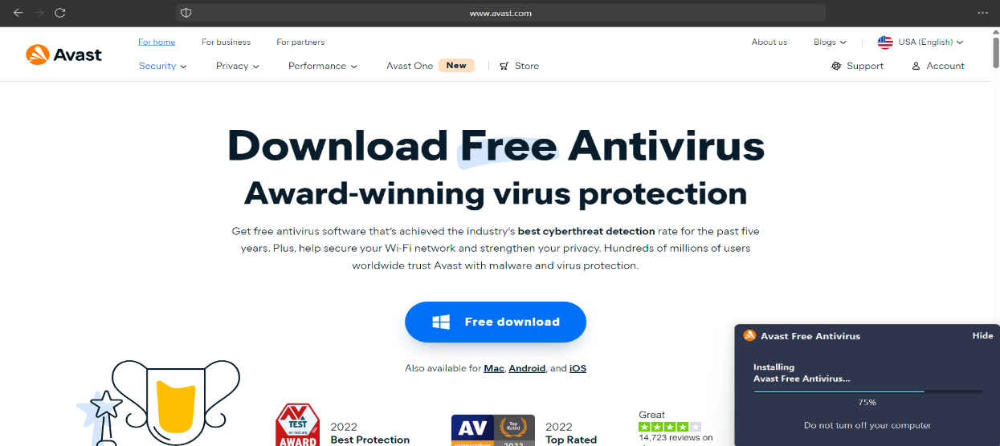 www.avast.com
Avast
For home For business For partners
About us Blogs USA (English)
Security Privacy Performance Avast One New Store
Support Account
Download Free Antivirus
Award-winning virus protection
Get free antivirus software that's achieved the industry's best cyberthreat detection rate for the past five
years. Plus, help secure your Wi-Fi network and strengthen your privacy. Hundreds of millions of users
worldwide trust Avast with malware and virus protection.
Free download
Also available for Mac, Android, and iOS
AV
TEST
av-test.org
AWARD
2022
Best Protection
AV
Top
Rated
2022
2022
Top Rated
Great
14,723 reviews on
Avast Free Antivirus
Hide
Installing
Avast Free Antivirus...
75%
Do not turn off your computer